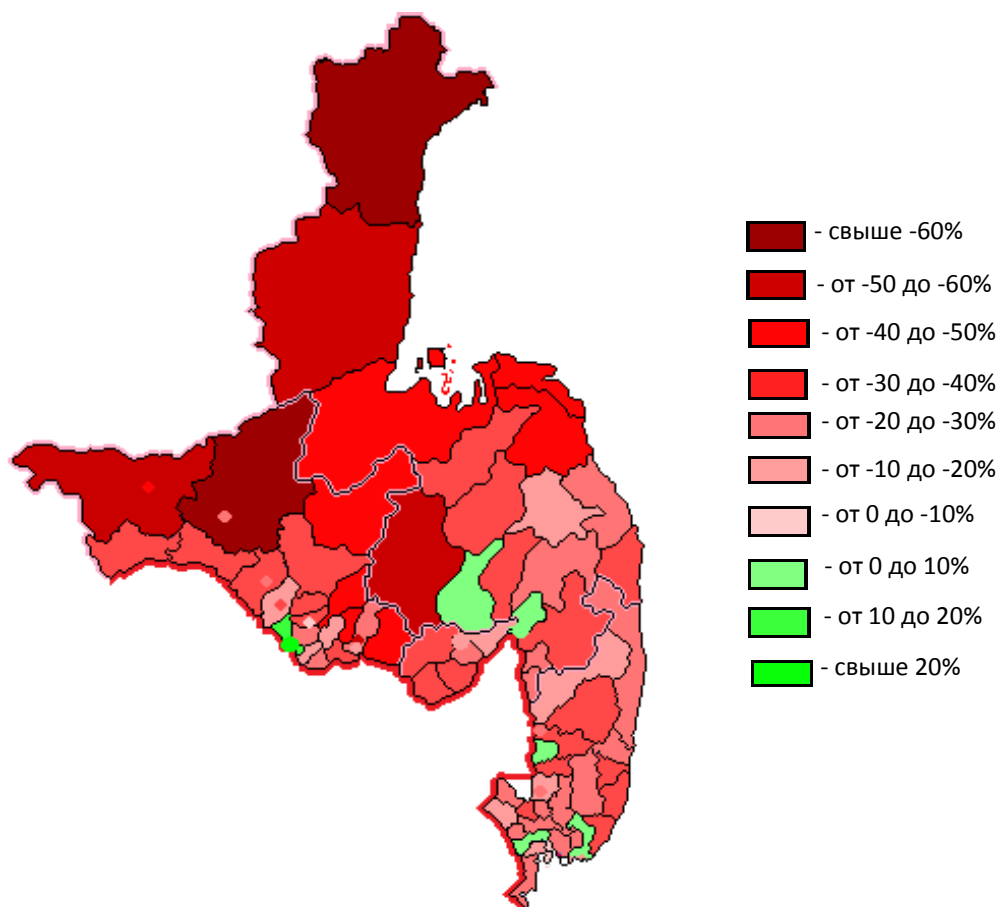 - свыше -60%
- от -50 до -60%
- от -40 до -50%
- от -30 до -40%
- от -20 до -30%
- от -10 до -20%
- от 0 до -10%
- от 0 до 10%
- от 10 до 20%
- свыше 20%